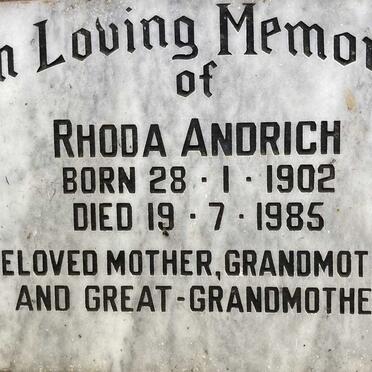 n Loving Memo
of
RHODA ANDRICH
BORN 28 · 1 · 1902
DIED 19 · 7 · 1985
ELOVED MOTHER, GRANDMOT
AND GREAT-GRANDMOTHE